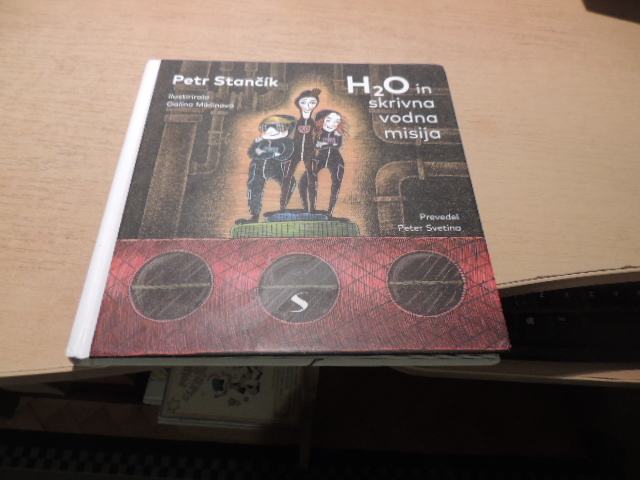 Petr Stančík
Ilustrirala
Galina Miklínová
H2O in
skrivna
vodna
misija
Prevedel
Peter Svetina
S